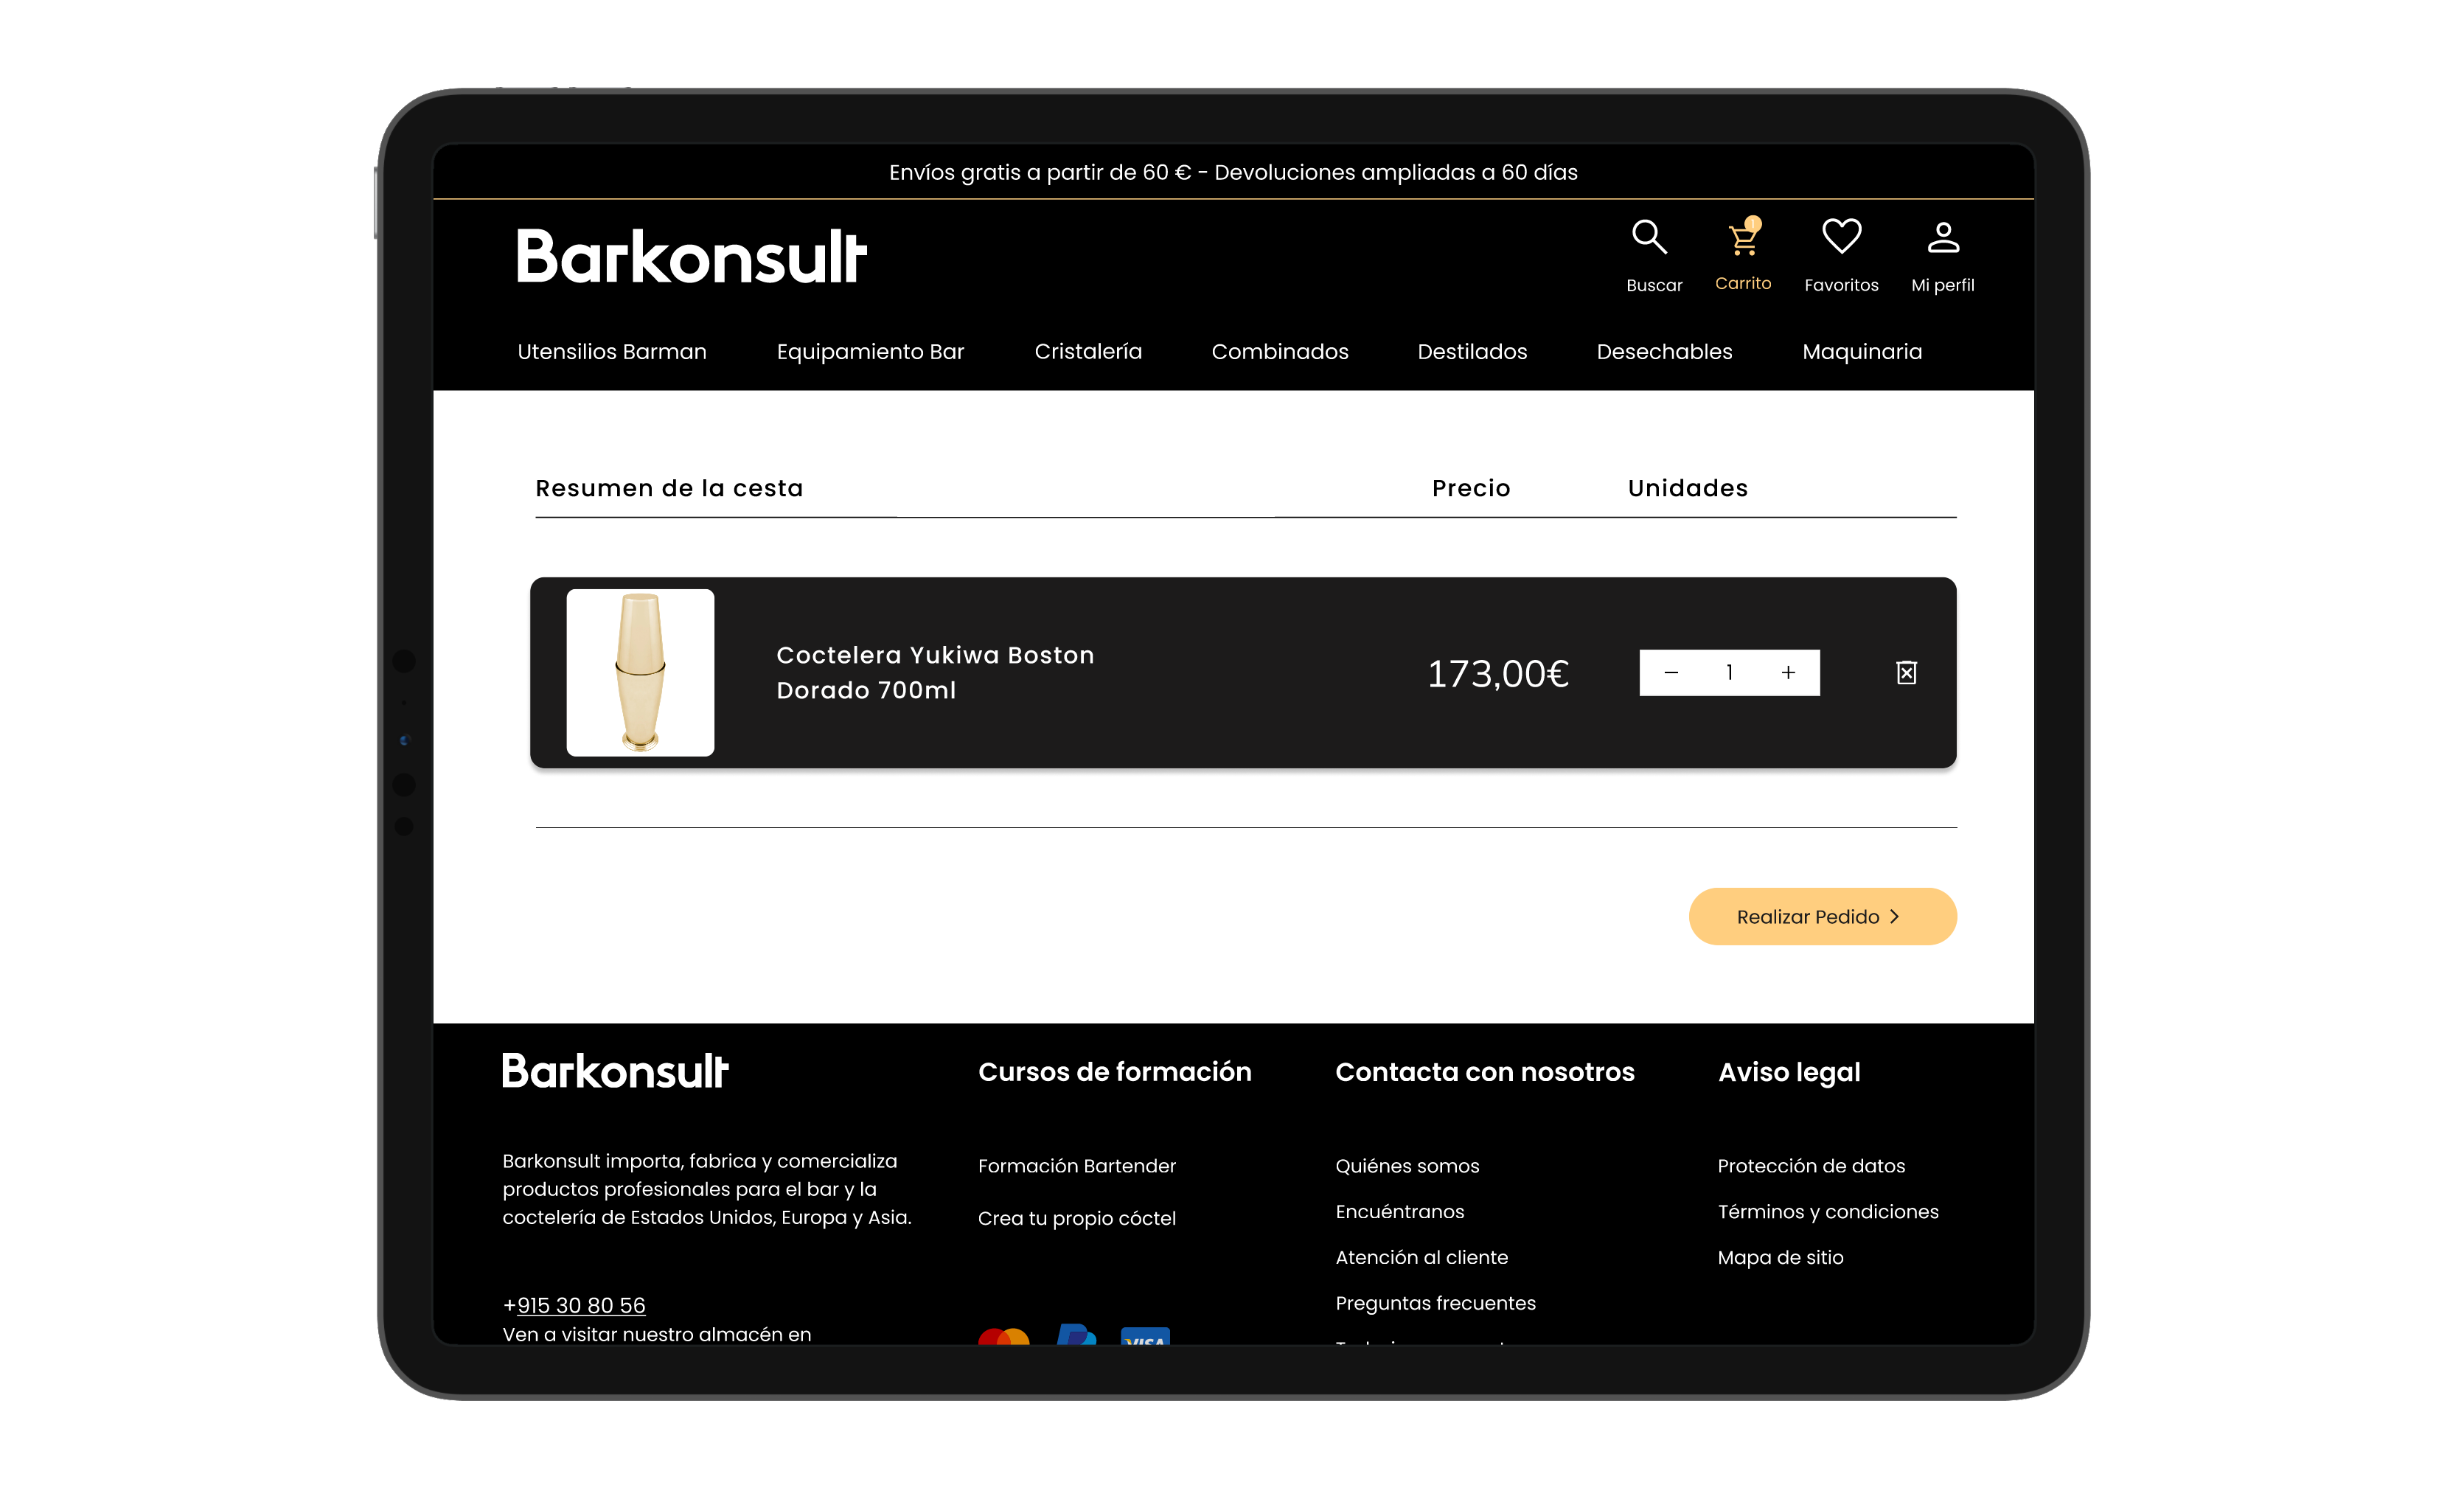 Envíos gratis a partir de 60 € - Devoluciones ampliadas a 60 días
Barkonsult
Buscar
Carrito
Favoritos
Mi perfil
Utensilios Barman
Equipamiento Bar
Cristalería
Combinados
Destilados
Desechables
Maquinaria
Resumen de la cesta
Precio
Unidades
Coctelera Yukiwa Boston
Dorado 700ml
173,00€
− 1 +
Realizar Pedido >
Barkonsult
Barkonsult importa, fabrica y comercializa
productos profesionales para el bar y la
coctelería de Estados Unidos, Europa y Asia.
+915 30 80 56
Ven a visitar nuestro almacén en
Cursos de formación
Formación Bartender
Crea tu propio cóctel
VISA
Contacta con nosotros
Quiénes somos
Encuéntranos
Atención al cliente
Preguntas frecuentes
Aviso legal
Protección de datos
Términos y condiciones
Mapa de sitio